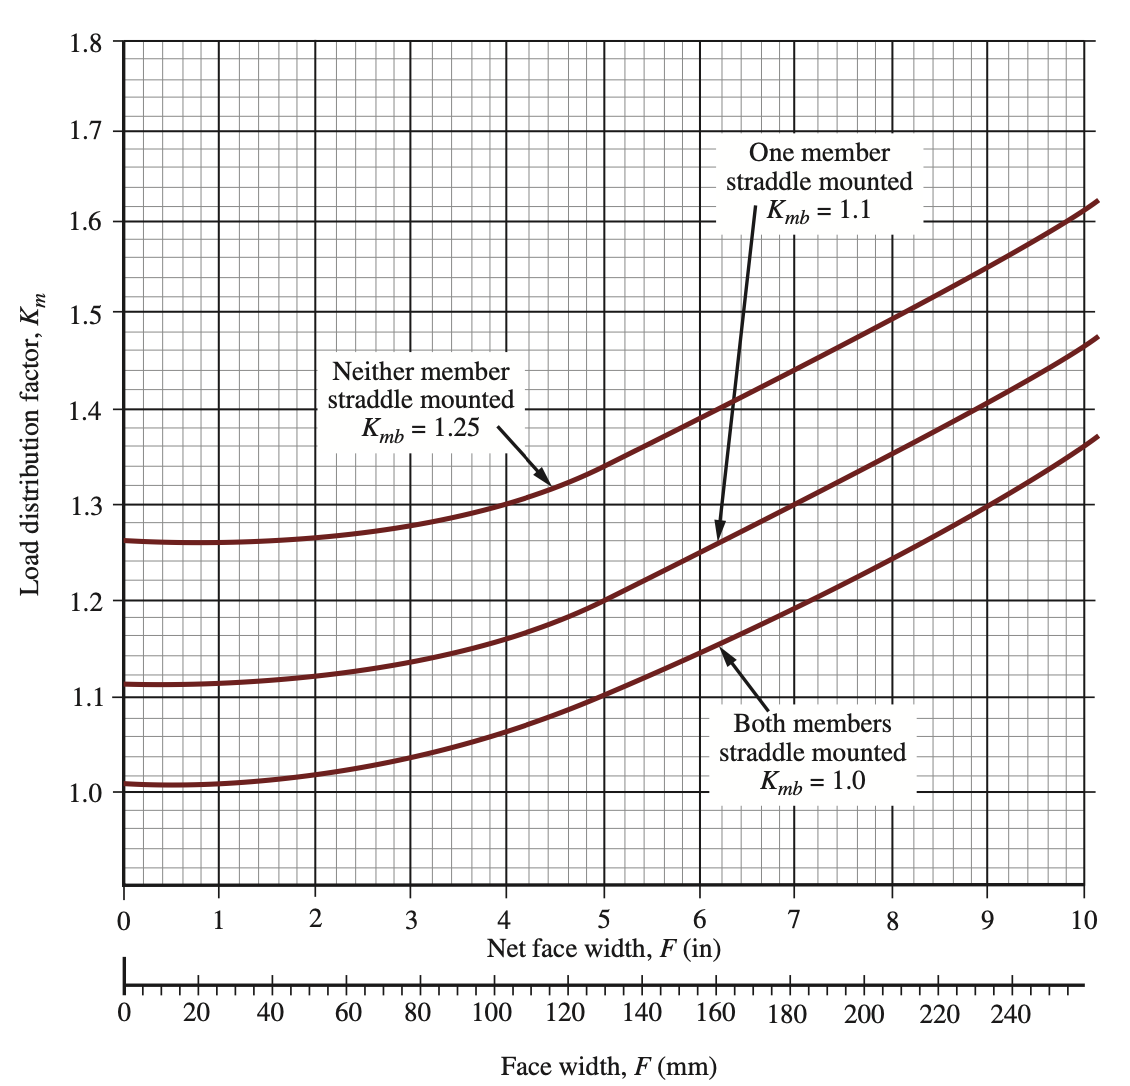 1.8
1.7
1.6
1.5
1.4
1.3
1.2
1.1
1.0
Load distribution factor, Km
One member
straddle mounted
Kmb = 1.1
Neither member
straddle mounted
Kmb = 1.25
Both members
straddle mounted
Kmb = 1.0
0 1 2 3 4 5 6 7 8 9 10
Net face width, F (in)
0 20 40 60 80 100 120 140 160 180 200 220 240
Face width, F (mm)